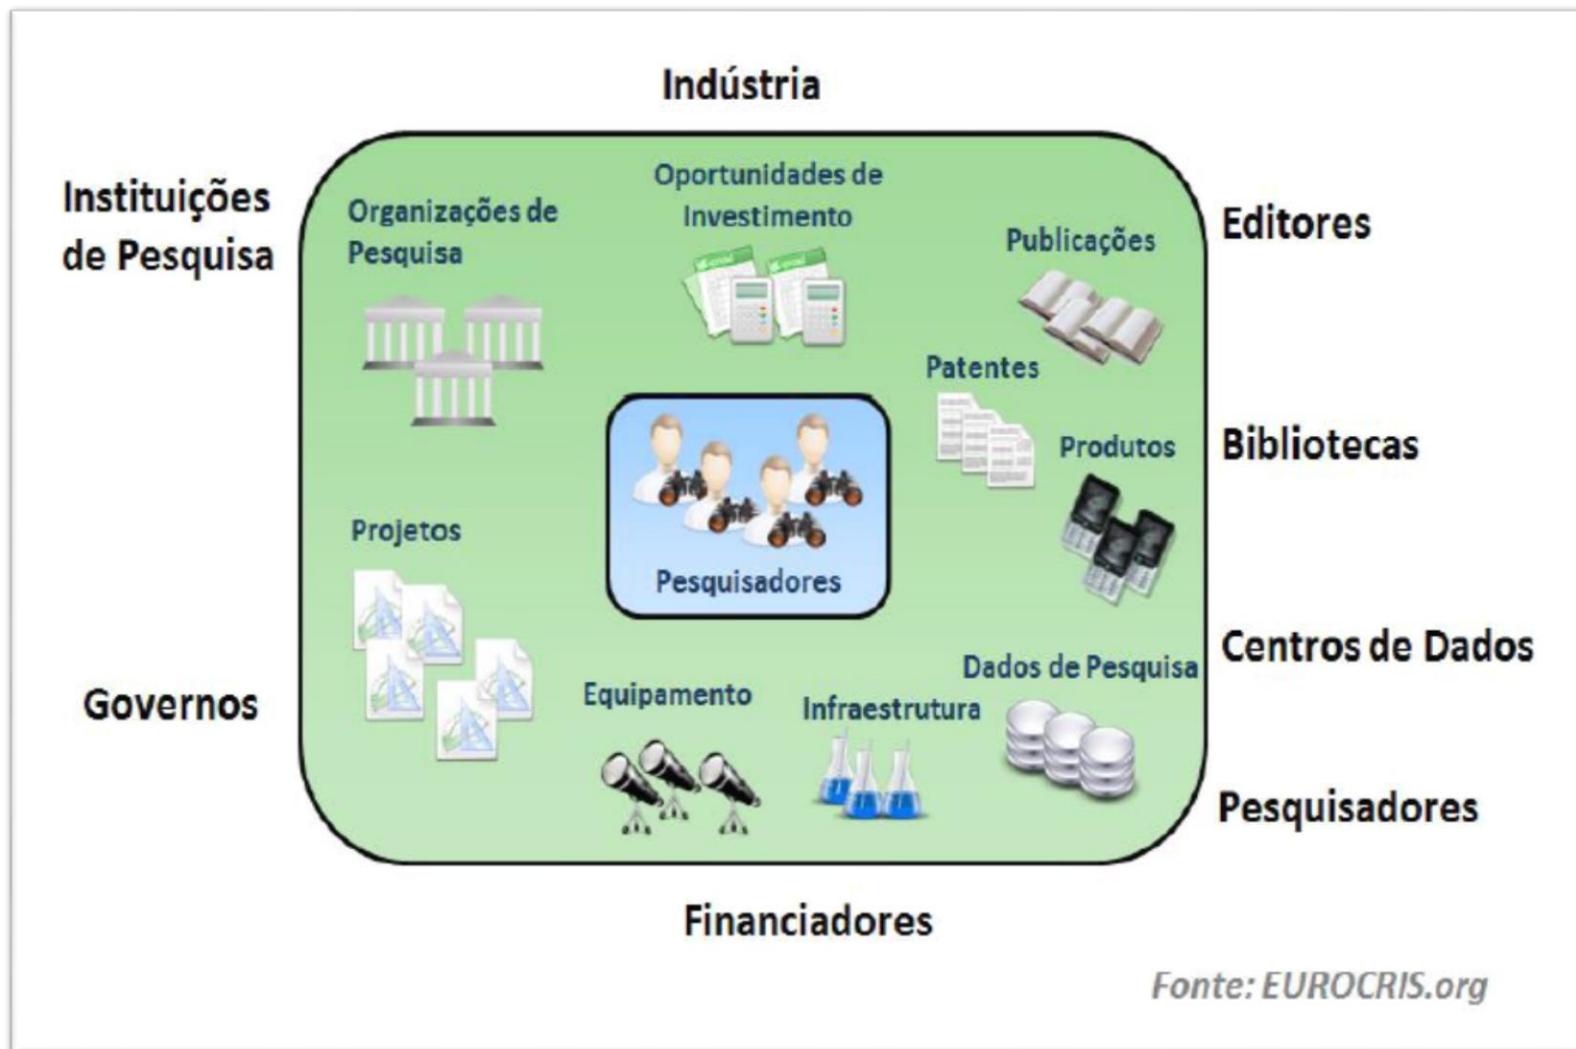 Indústria
Instituições
de Pesquisa
Organizações de
Pesquisa
Oportunidades de
Investimento
Publicações
Editores
Patentes
Produtos
Bibliotecas
Projetos
Pesquisadores
Governos
Equipamento
Infraestrutura
Dados de Pesquisa
Centros de Dados
Pesquisadores
Financiadores
Fonte: EUROCRIS.org